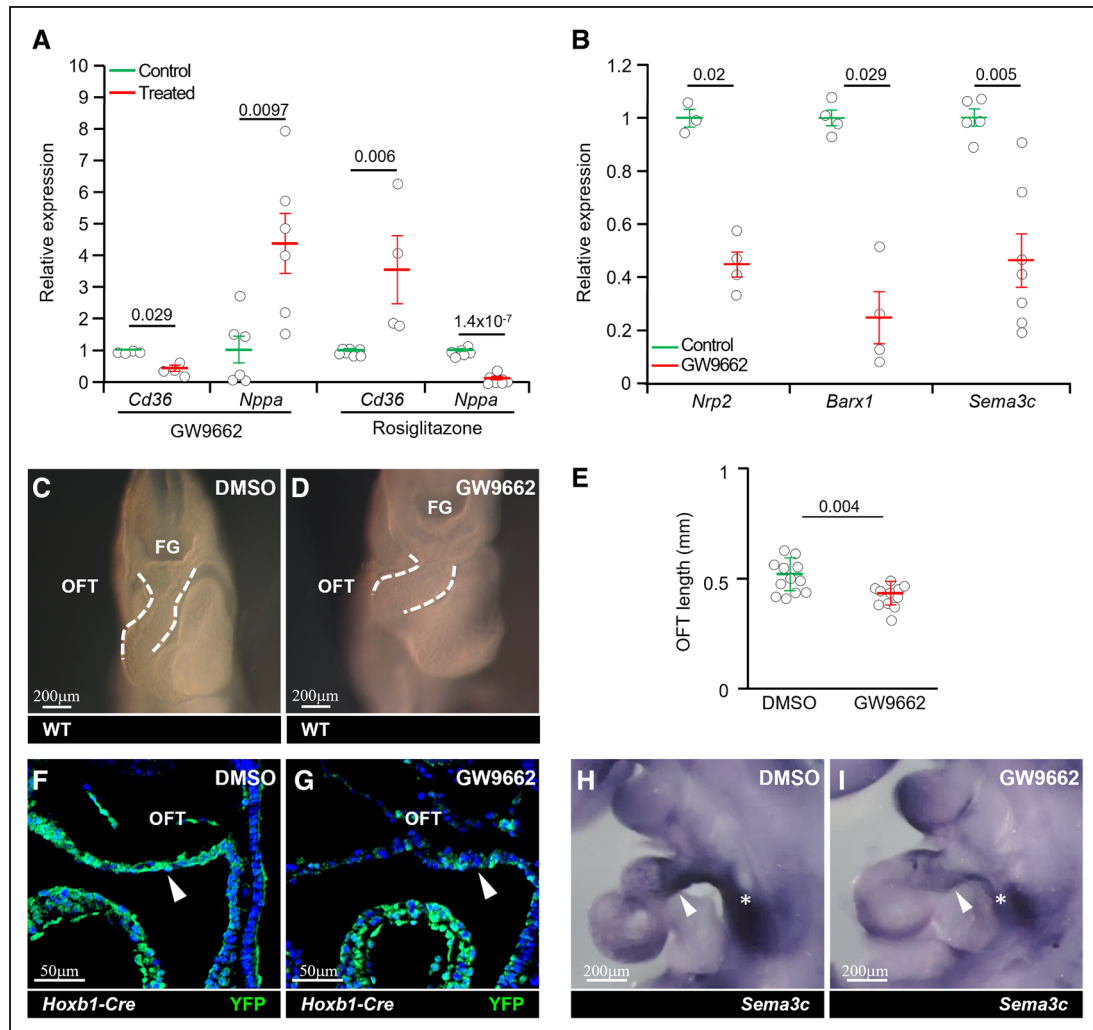 A
Control
Treated
10
9
8
7
6
5
4
3
2
1
0
Relative expression
0.029
0.0097
0.006
1.4x10-7
Cd36
Nppa
Cd36
Nppa
GW9662
Rosiglitazone
B
1.2
1
0.8
0.6
0.4
0.2
0
Relative expression
0.02
0.029
0.005
Control
GW9662
Nrp2
Barx1
Sema3c
C
DMSO
FG
OFT
200μm
WT
D
GW9662
FG
OFT
200μm
WT
E
1
0.5
0
OFT length (mm)
0.004
DMSO
GW9662
F
DMSO
OFT
50μm
Hoxb1-Cre YFP
G
GW9662
OFT
50μm
Hoxb1-Cre YFP
H
DMSO
*
200μm
Sema3c
I
GW9662
*
200μm
Sema3c